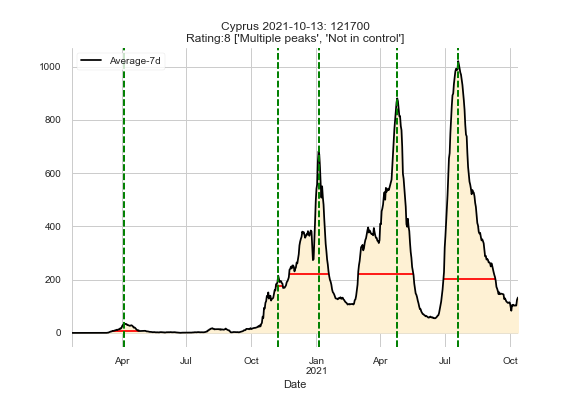 Cyprus 2021-10-13: 121700
Rating:8 ['Multiple peaks', 'Not in control']
Average-7d
1000
800
600
400
200
0
Apr Jul Oct Jan Apr Jul Oct
2021
Date